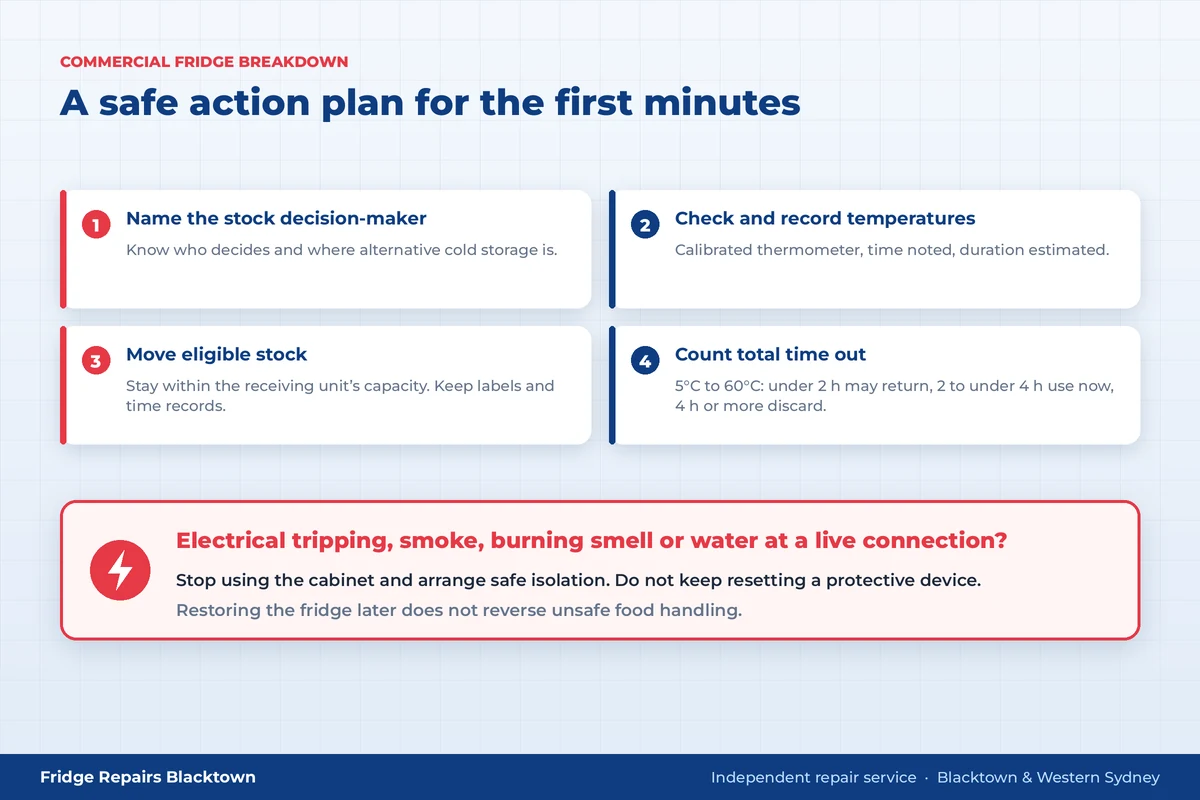 COMMERCIAL FRIDGE BREAKDOWN
A safe action plan for the first minutes
1
Name the stock decision-maker
Know who decides and where alternative cold storage is.
2
Check and record temperatures
Calibrated thermometer, time noted, duration estimated.
3
Move eligible stock
Stay within the receiving unit’s capacity. Keep labels and
time records.
4
Count total time out
5°C to 60°C: under 2 h may return, 2 to under 4 h use now,
4 h or more discard.
Electrical tripping, smoke, burning smell or water at a live connection?
Stop using the cabinet and arrange safe isolation. Do not keep resetting a protective device.
Restoring the fridge later does not reverse unsafe food handling.
Fridge Repairs Blacktown
Independent repair service · Blacktown & Western Sydney